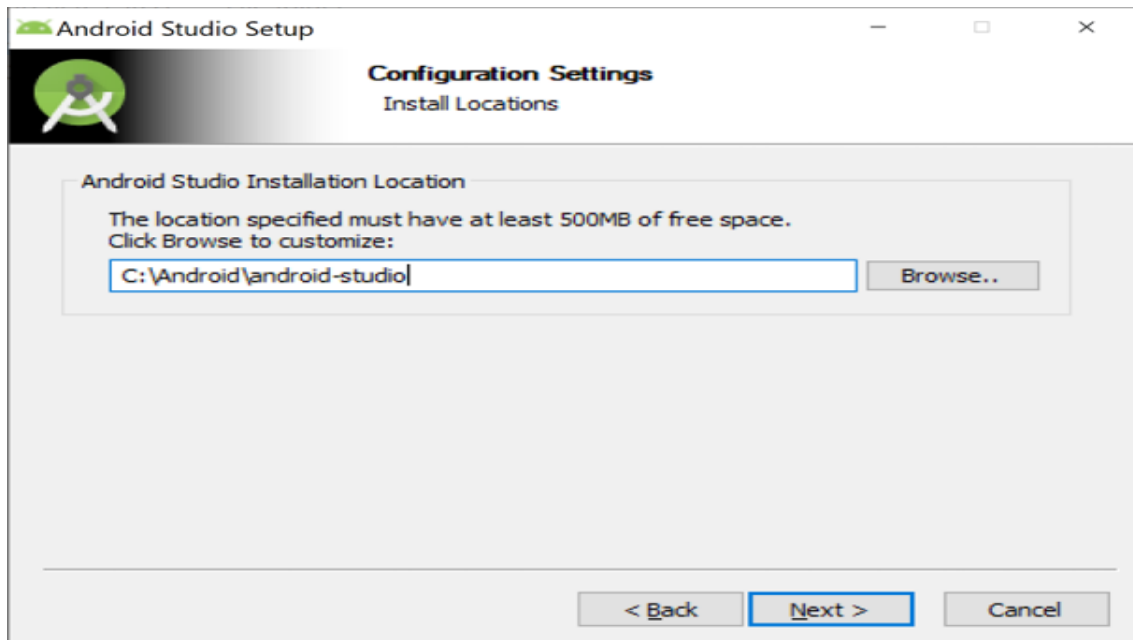 Android Studio Setup
Configuration Settings
Install Locations
Android Studio Installation Location
The location specified must have at least 500MB of free space.
Click Browse to customize:
C:\Android\android-studio
Browse..
< Back
Next >
Cancel